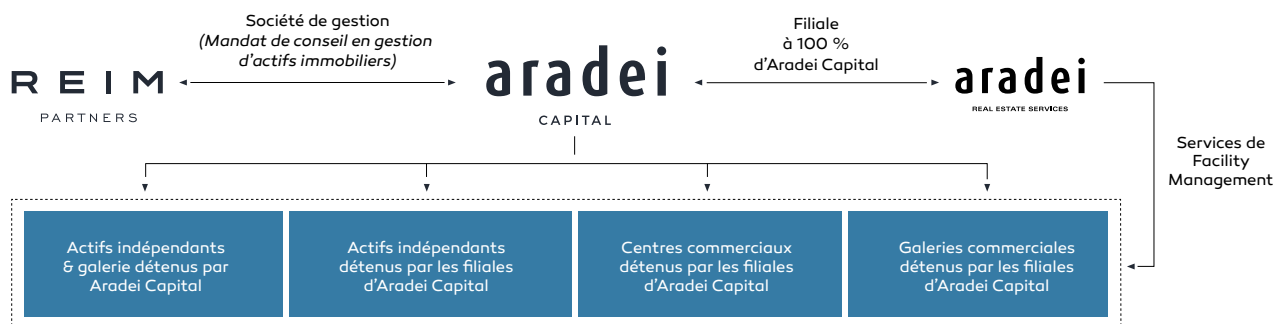 Société de gestion
(Mandat de conseil en gestion
d'actifs immobiliers)
Filiale
à 100 %
d'Aradei Capital
REIM
PARTNERS
aradei
CAPITAL
aradei
REAL ESTATE SERVICES
Services de
Facility
Management
Actifs indépendants
& galerie détenus par
Aradei Capital
Actifs indépendants
détenus par les filiales
d'Aradei Capital
Centres commerciaux
détenus par les filiales
d'Aradei Capital
Galeries commerciales
détenus par les filiales
d'Aradei Capital